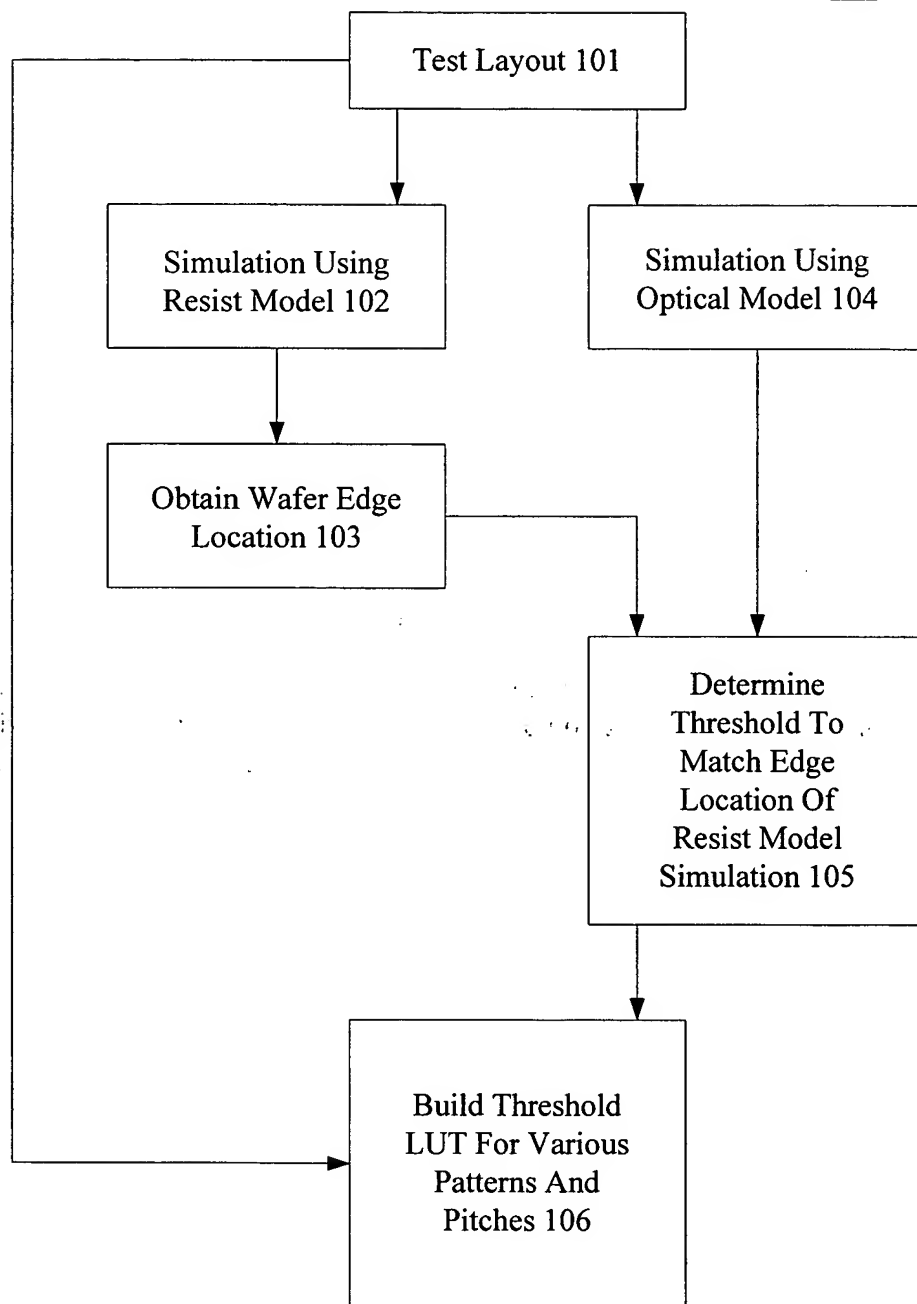 Test Layout 101
Simulation Using
Resist Model 102
Simulation Using
Optical Model 104
Obtain Wafer Edge
Location 103
Determine
Threshold To
Match Edge
Location Of
Resist Model
Simulation 105
Build Threshold
LUT For Various
Patterns And
Pitches 106